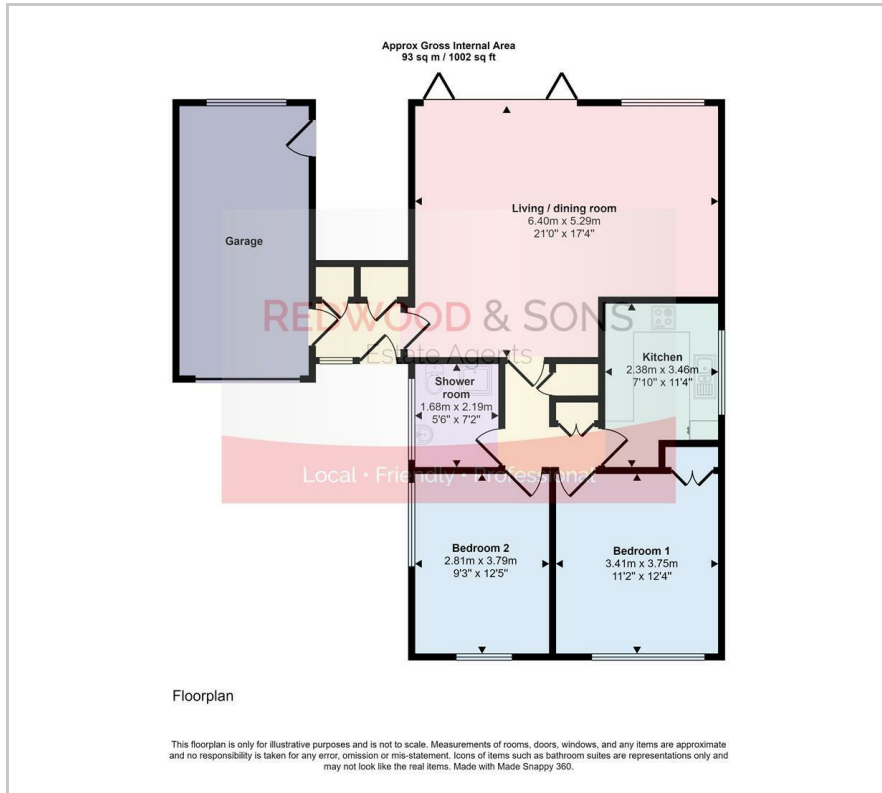 Approx Gross Internal Area
93 sq m / 1002 sq ft
Living / dining room
6.40m x 5.29m
21'0" x 17'4"
Garage
REDWOOD & SONS
Estate Agents
Kitchen
2.38m x 3.46m
7'10" x 11'4"
Shower
room
1.68m x 2.19m
5'6" x 7'2"
Local • Friendly • Professional
Bedroom 2
2.81m x 3.79m
9'3" x 12'5"
Bedroom 1
3.41m x 3.75m
11'2" x 12'4"
Floorplan
This floorplan is only for illustrative purposes and is not to scale. Measurements of rooms, doors, windows, and any items are approximate
and no responsibility is taken for any error, omission or mis-statement. Icons of items such as bathroom suites are representations only and
may not look like the real items. Made with Made Snappy 360.